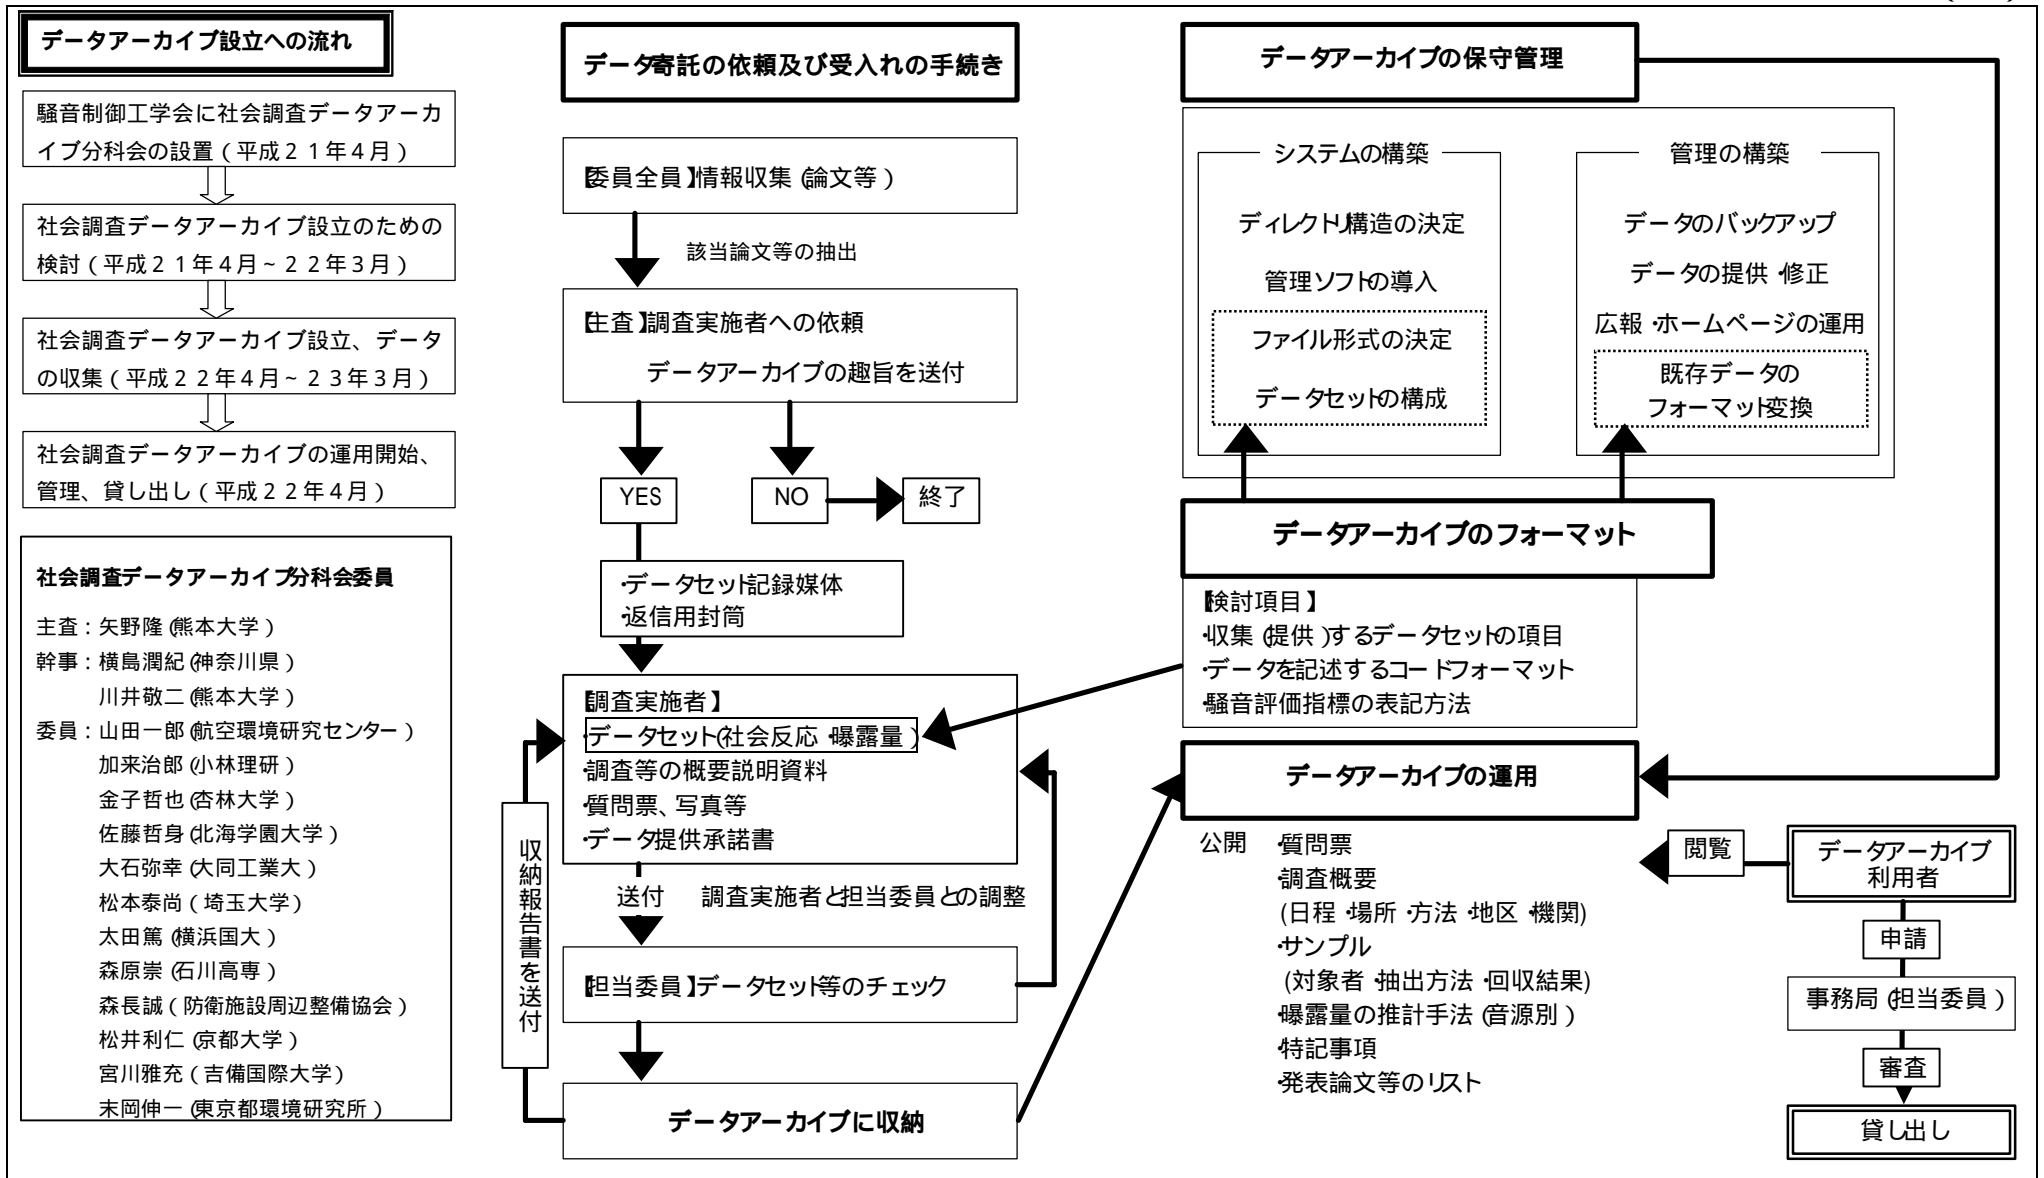 データアーカイブ設立への流れ
騒音制御工学会に社会調査データアーカ
イブ分科会の設置(平成21年4月)
社会調査データアーカイブ設立のための
検討(平成21年4月~22年3月)
社会調査データアーカイブ設立、データ
の収集(平成22年4月~23年3月)
社会調査データアーカイブの運用開始、
管理、貸し出し(平成22年4月)
社会調査データアーカイブ分科会委員
主査:矢野隆(熊本大学)
幹事:横島潤紀(神奈川県)
川井敬二(熊本大学)
委員:山田一郎(航空環境研究センター)
加来治郎(小林理研)
金子哲也(杏林大学)
佐藤哲身(北海学園大学)
大石弥幸(大同工業大)
松本泰尚(埼玉大学)
太田篤(横浜国大)
森原崇(石川高専)
森長誠(防衛施設周辺整備協会)
松井利仁(京都大学)
宮川雅充(吉備国際大学)
末岡伸一(東京都環境研究所)
データ寄託の依頼及び受入れの手続き
【委員全員】情報収集(論文等)
該当論文等の抽出
【主査】調査実施者への依頼
データアーカイブの趣旨を送付
YES
NO
終了
・データセット記録媒体
・返信用封筒
【調査実施者】
・データセット(社会反応・曝露量)
・調査等の概要説明資料
・質問票、写真等
・データ提供承諾書
送付 調査実施者と担当委員との調整
【担当委員】データセット等のチェック
データアーカイブに収納
収納報告書を送付
データアーカイブの保守管理
システムの構築
ディレクトリ構造の決定
管理ソフトの導入
ファイル形式の決定
データセットの構成
管理の構築
データのバックアップ
データの提供・修正
広報・ホームページの運用
既存データの
フォーマット変換
データアーカイブのフォーマット
【検討項目】
・収集(提供)するデータセットの項目
・データを記述するコードフォーマット
・騒音評価指標の表記方法
データアーカイブの運用
公開 ・質問票
・調査概要
(日程・場所・方法・地区・機関)
・サンプル
(対象者・抽出方法・回収結果)
・曝露量の推計手法(音源別)
・特記事項
・発表論文等のリスト
閲覧
データアーカイブ
利用者
申請
事務局(担当委員)
審査
貸し出し